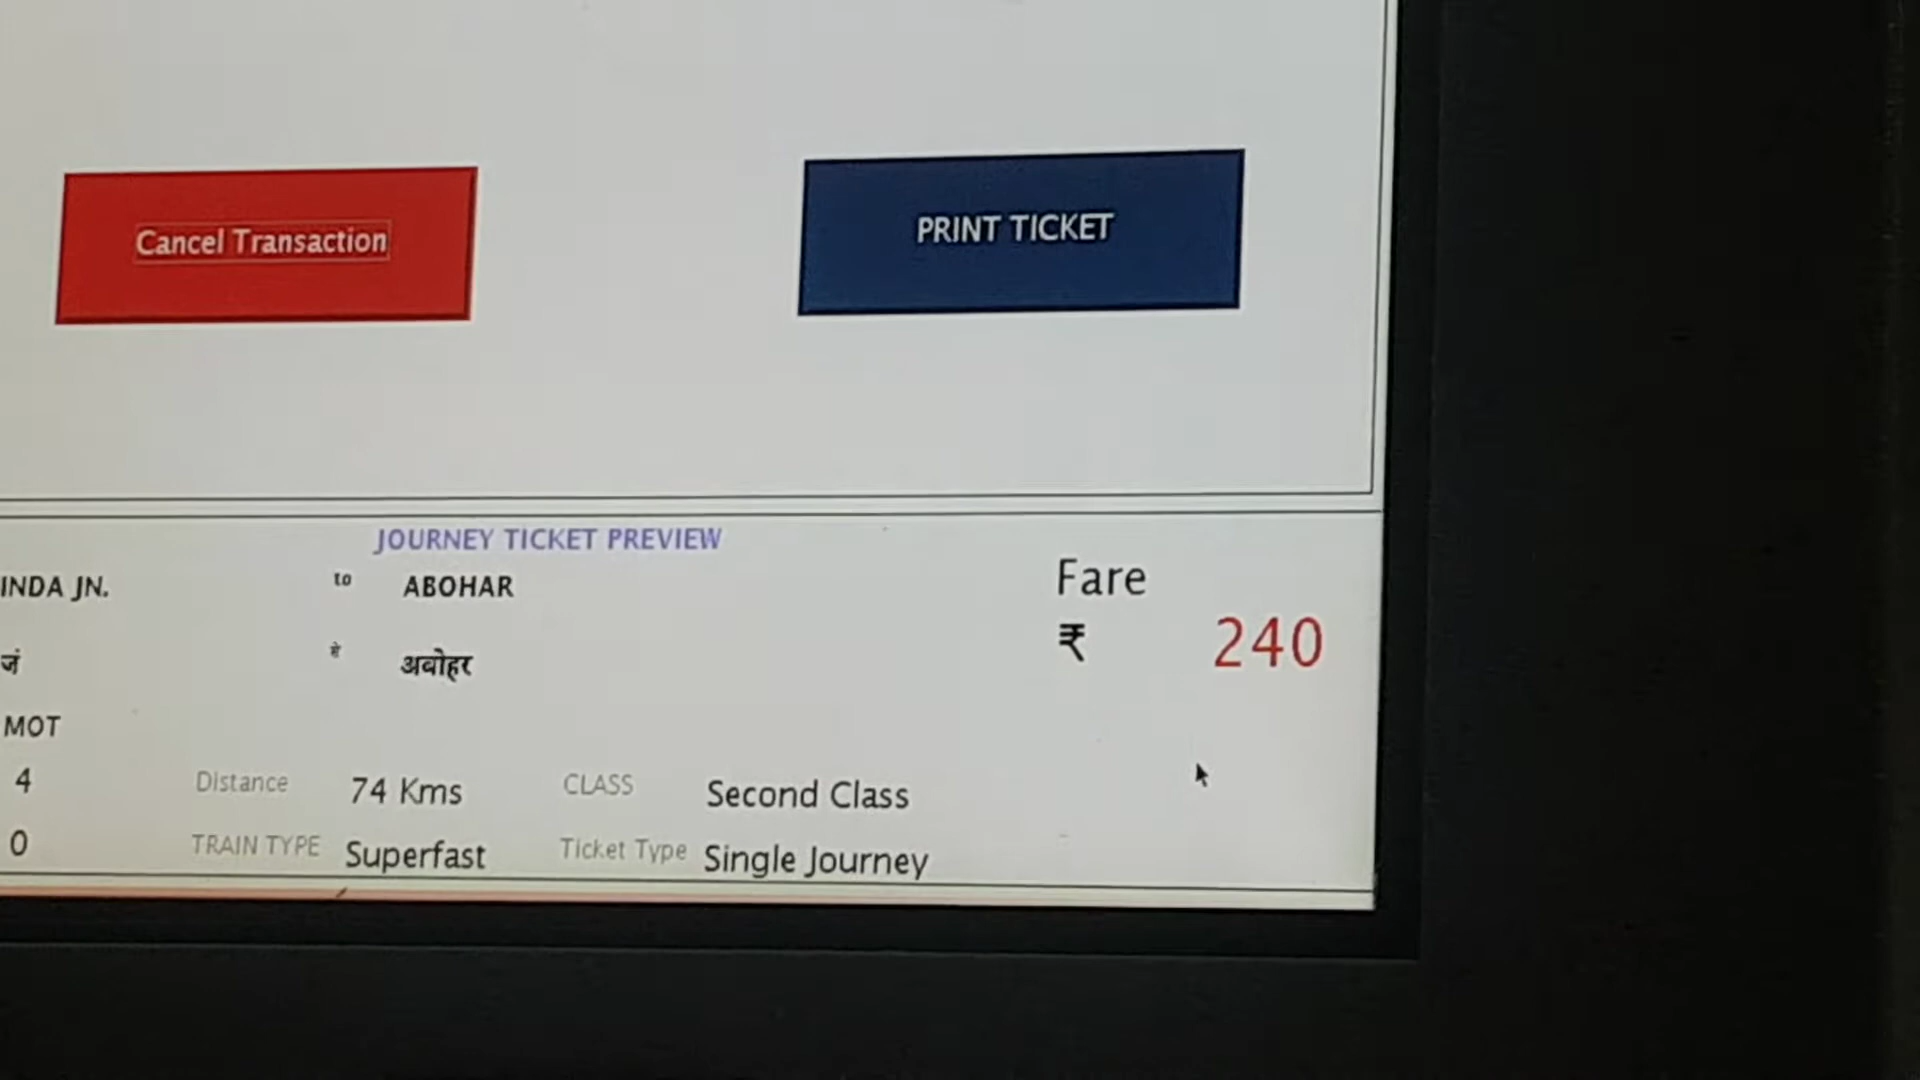 Cancel Transaction
PRINT TICKET
JOURNEY TICKET PREVIEW
INDA JN. to ABOHAR
Fare
₹ 240
जं से अबोहर
MOT
4 Distance 74 Kms CLASS Second Class
0 TRAIN TYPE Superfast Ticket Type Single Journey